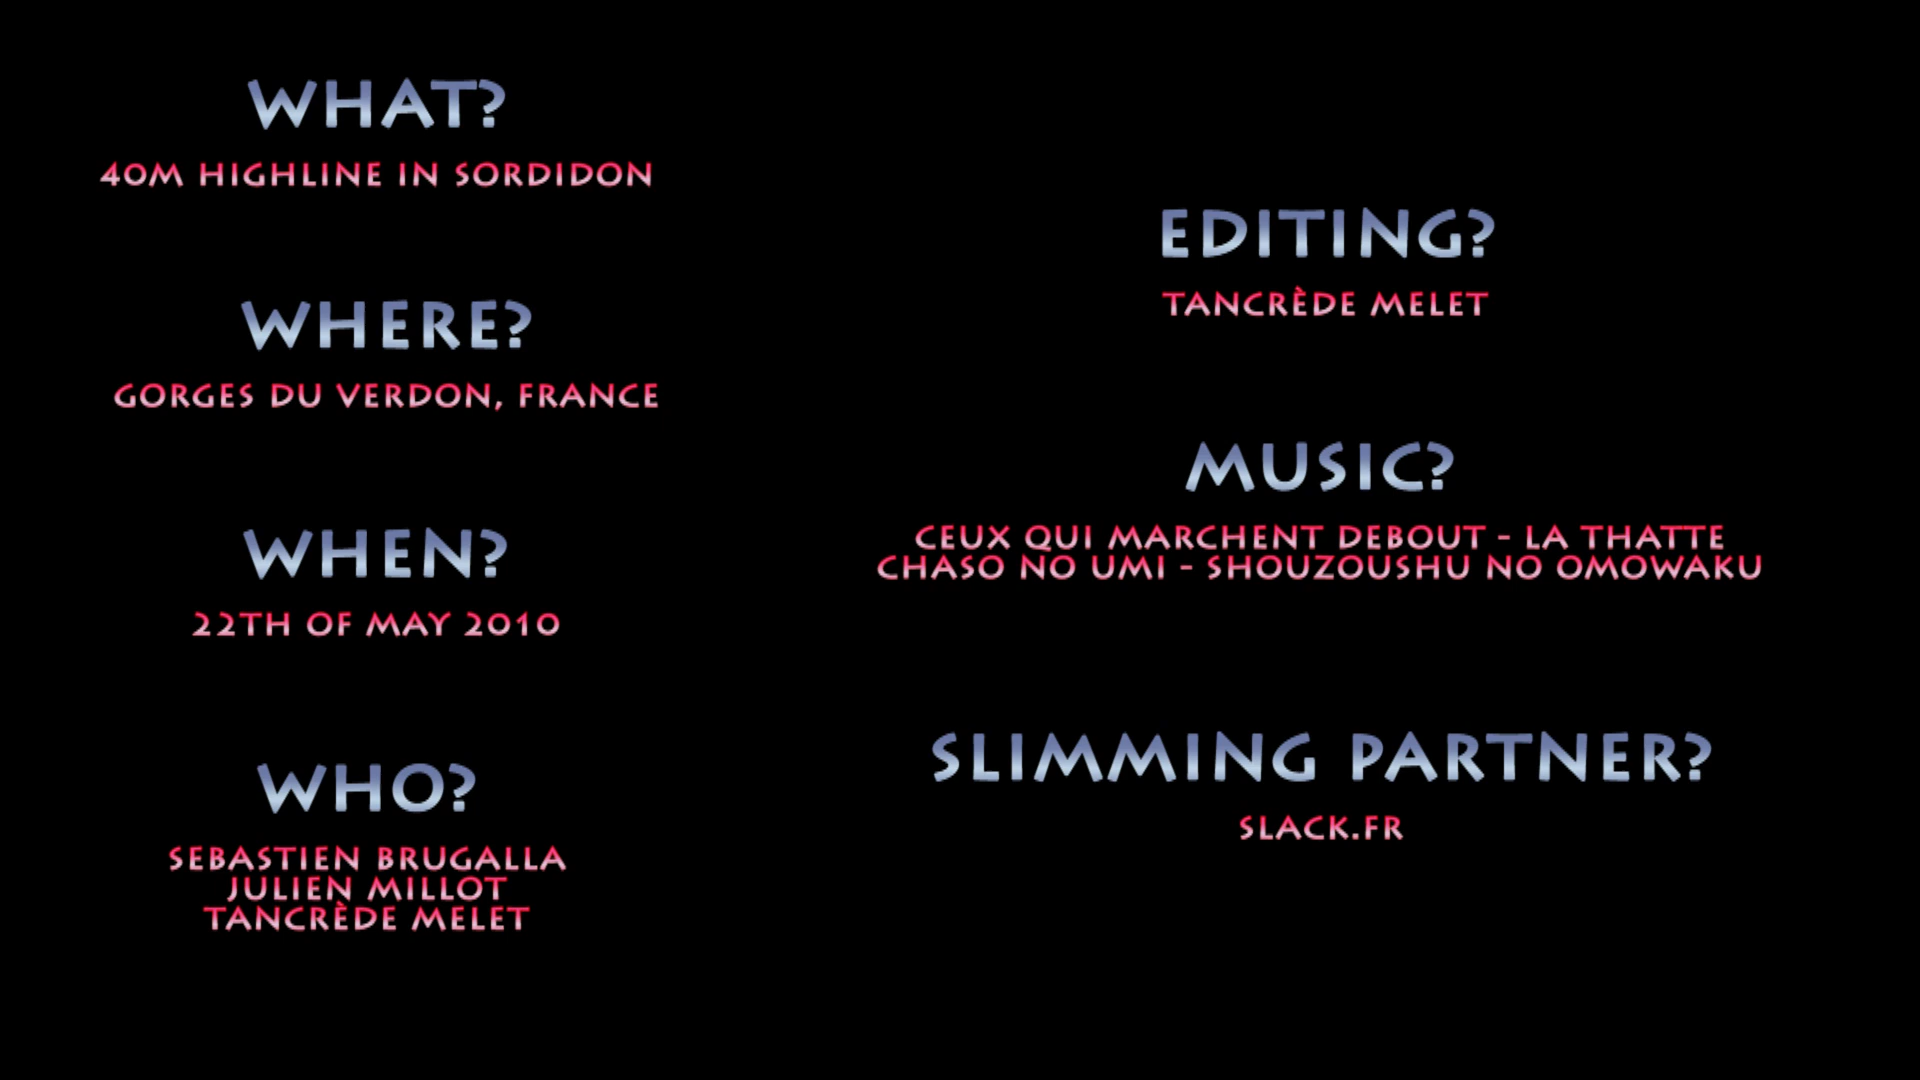 WHAT?
40M HIGHLINE IN SORDIDON
WHERE?
GORGES DU VERDON, FRANCE
WHEN?
22TH OF MAY 2010
WHO?
SEBASTIEN BRUGALLA
JULIEN MILLOT
TANCRÈDE MELET
EDITING?
TANCRÈDE MELET
MUSIC?
CEUX QUI MARCHENT DEBOUT - LA THATTE
CHASO NO UMI - SHOUZOUSHU NO OMOWAKU
SLIMMING PARTNER?
SLACK.FR